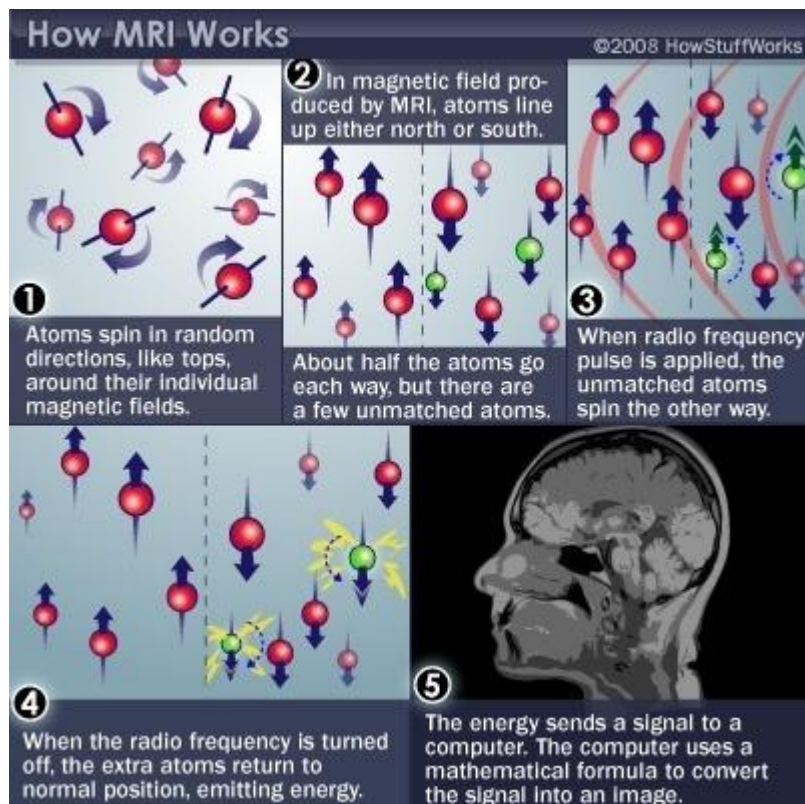 How MRI Works
©2008 HowStuffWorks
1
Atoms spin in random
directions, like tops,
around their individual
magnetic fields.
2 In magnetic field pro-
duced by MRI, atoms line
up either north or south.
About half the atoms go
each way, but there are
a few unmatched atoms.
3
When radio frequency
pulse is applied, the
unmatched atoms
spin the other way.
4
When the radio frequency is turned
off, the extra atoms return to
normal position, emitting energy.
5
The energy sends a signal to a
computer. The computer uses a
mathematical formula to convert
the signal into an image.